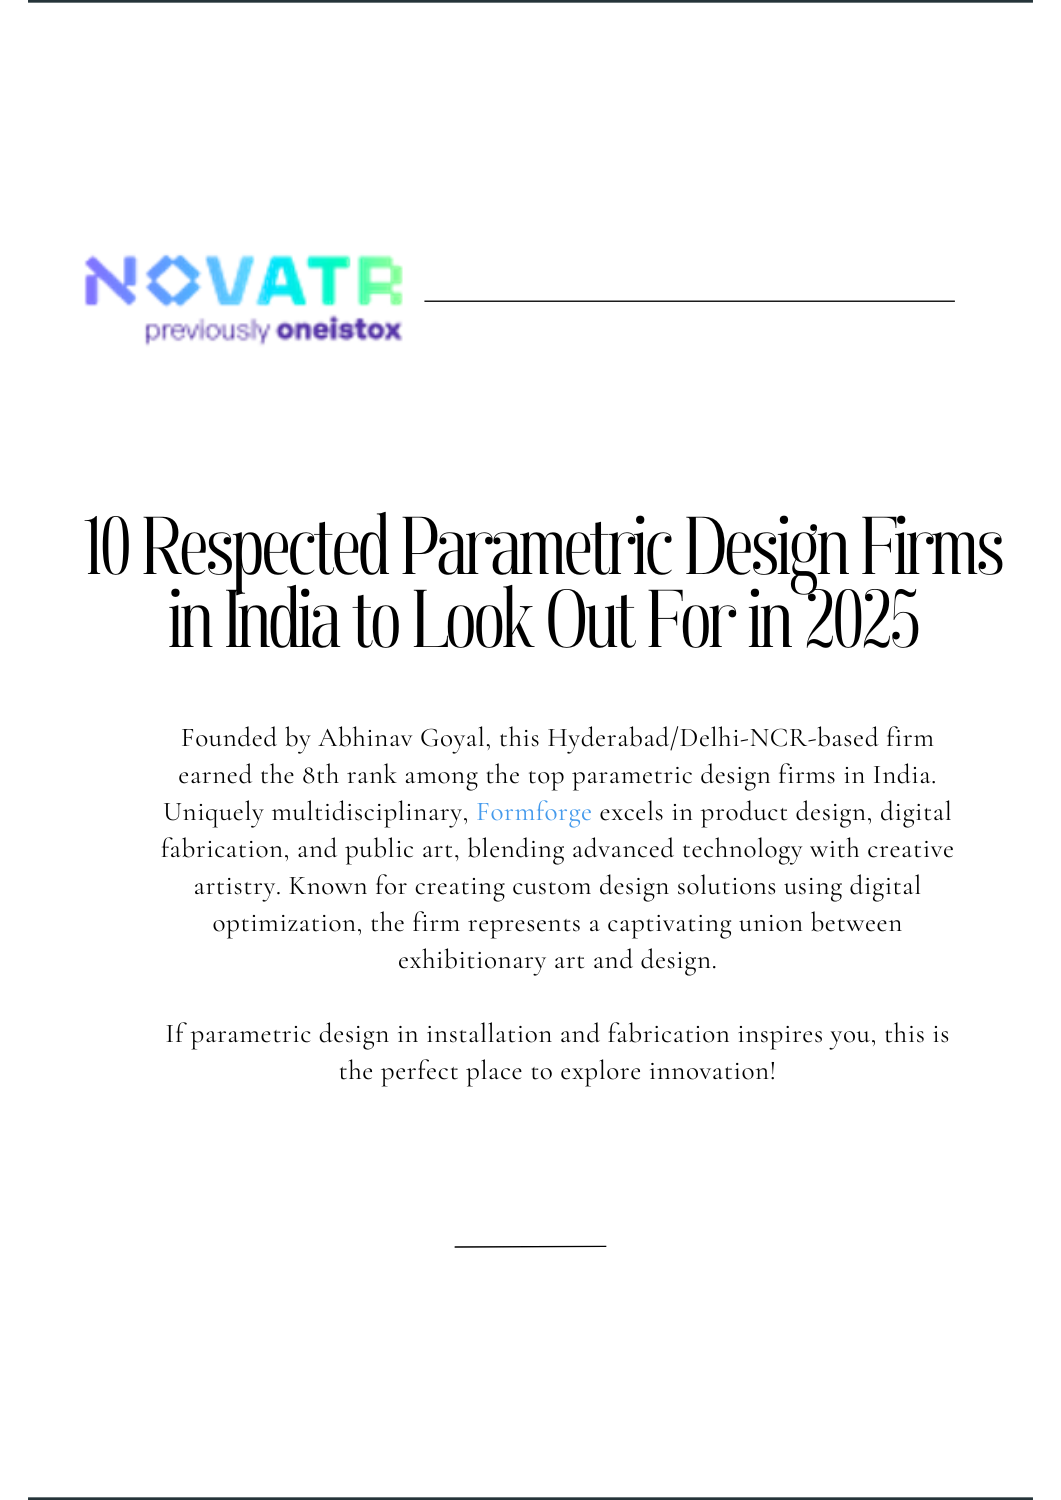 NOVATR
previously oneistox
10 Respected Parametric Design Firms
in India to Look Out For in 2025
Founded by Abhinav Goyal, this Hyderabad/Delhi-NCR-based firm
earned the 8th rank among the top parametric design firms in India.
Uniquely multidisciplinary, Formforge excels in product design, digital
fabrication, and public art, blending advanced technology with creative
artistry. Known for creating custom design solutions using digital
optimization, the firm represents a captivating union between
exhibitionary art and design.
If parametric design in installation and fabrication inspires you, this is
the perfect place to explore innovation!